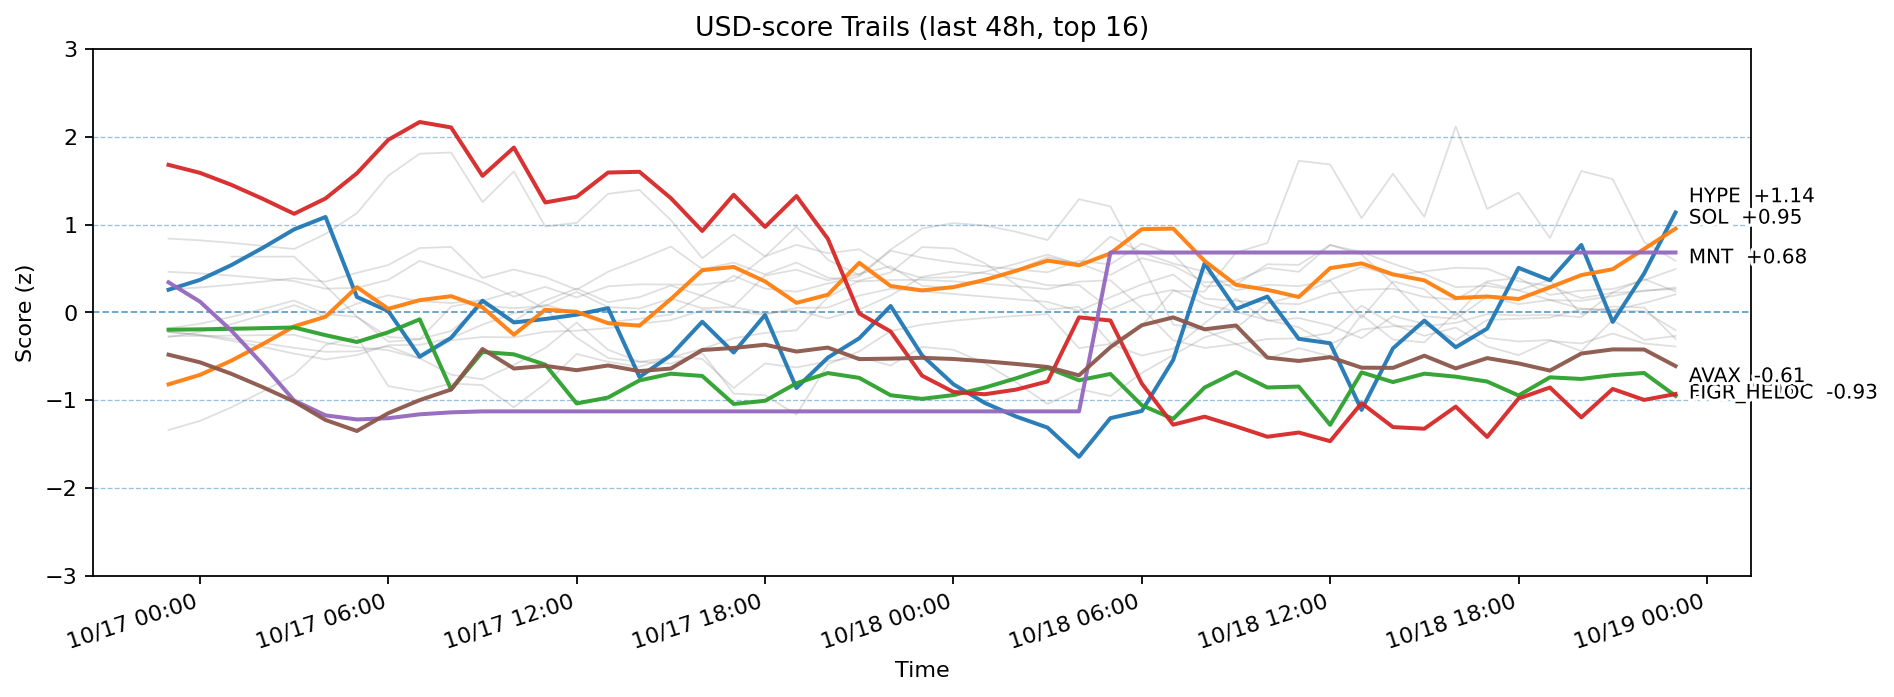 USD-score Trails (last 48h, top 16)
Score (z)
3
2
1
0
−1
−2
−3
HYPE +1.14
SOL +0.95
MNT +0.68
AVAX -0.61
FIGR_HELOC -0.93
10/17 00:00
10/17 06:00
10/17 12:00
10/17 18:00
10/18 00:00
10/18 06:00
10/18 12:00
10/18 18:00
10/19 00:00
Time